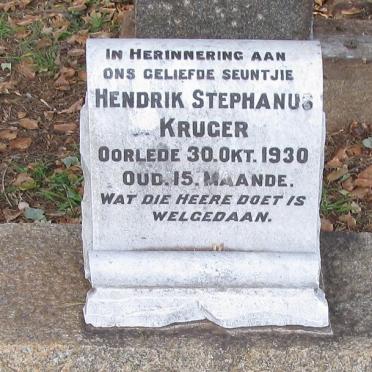 IN HERINNERING AAN
ONS GELIEFDE SEUNTJIE
HENDRIK STEPHANUS
KRUGER
OORLEDE 30. OKT. 1930
OUD. 15. MAANDE.
WAT DIE HEERE DOET IS
WELGEDAAN.